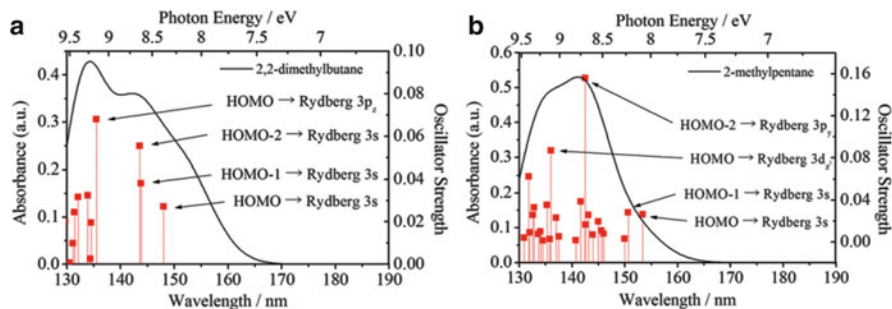 a
Photon Energy / eV
9.5 9 8.5 8 7.5 7
2,2-dimethylbutane
HOMO → Rydberg 3p_z
HOMO-2 → Rydberg 3s
HOMO-1 → Rydberg 3s
HOMO → Rydberg 3s
Absorbance (a.u.)
0.4
0.3
0.2
0.1
0.0
Oscillator Strength
0.10
0.08
0.06
0.04
0.02
0.00
130 140 150 160 170 180 190
Wavelength / nm
b
Photon Energy / eV
9.5 9 8.5 8 7.5 7
2-methylpentane
HOMO-2 → Rydberg 3p_y
HOMO → Rydberg 3d_z²
HOMO-1 → Rydberg 3s
HOMO → Rydberg 3s
Absorbance (a.u.)
0.6
0.5
0.4
0.3
0.2
0.1
0.0
Oscillator Strength
0.16
0.12
0.08
0.04
0.00
130 140 150 160 170 180 190
Wavelength / nm